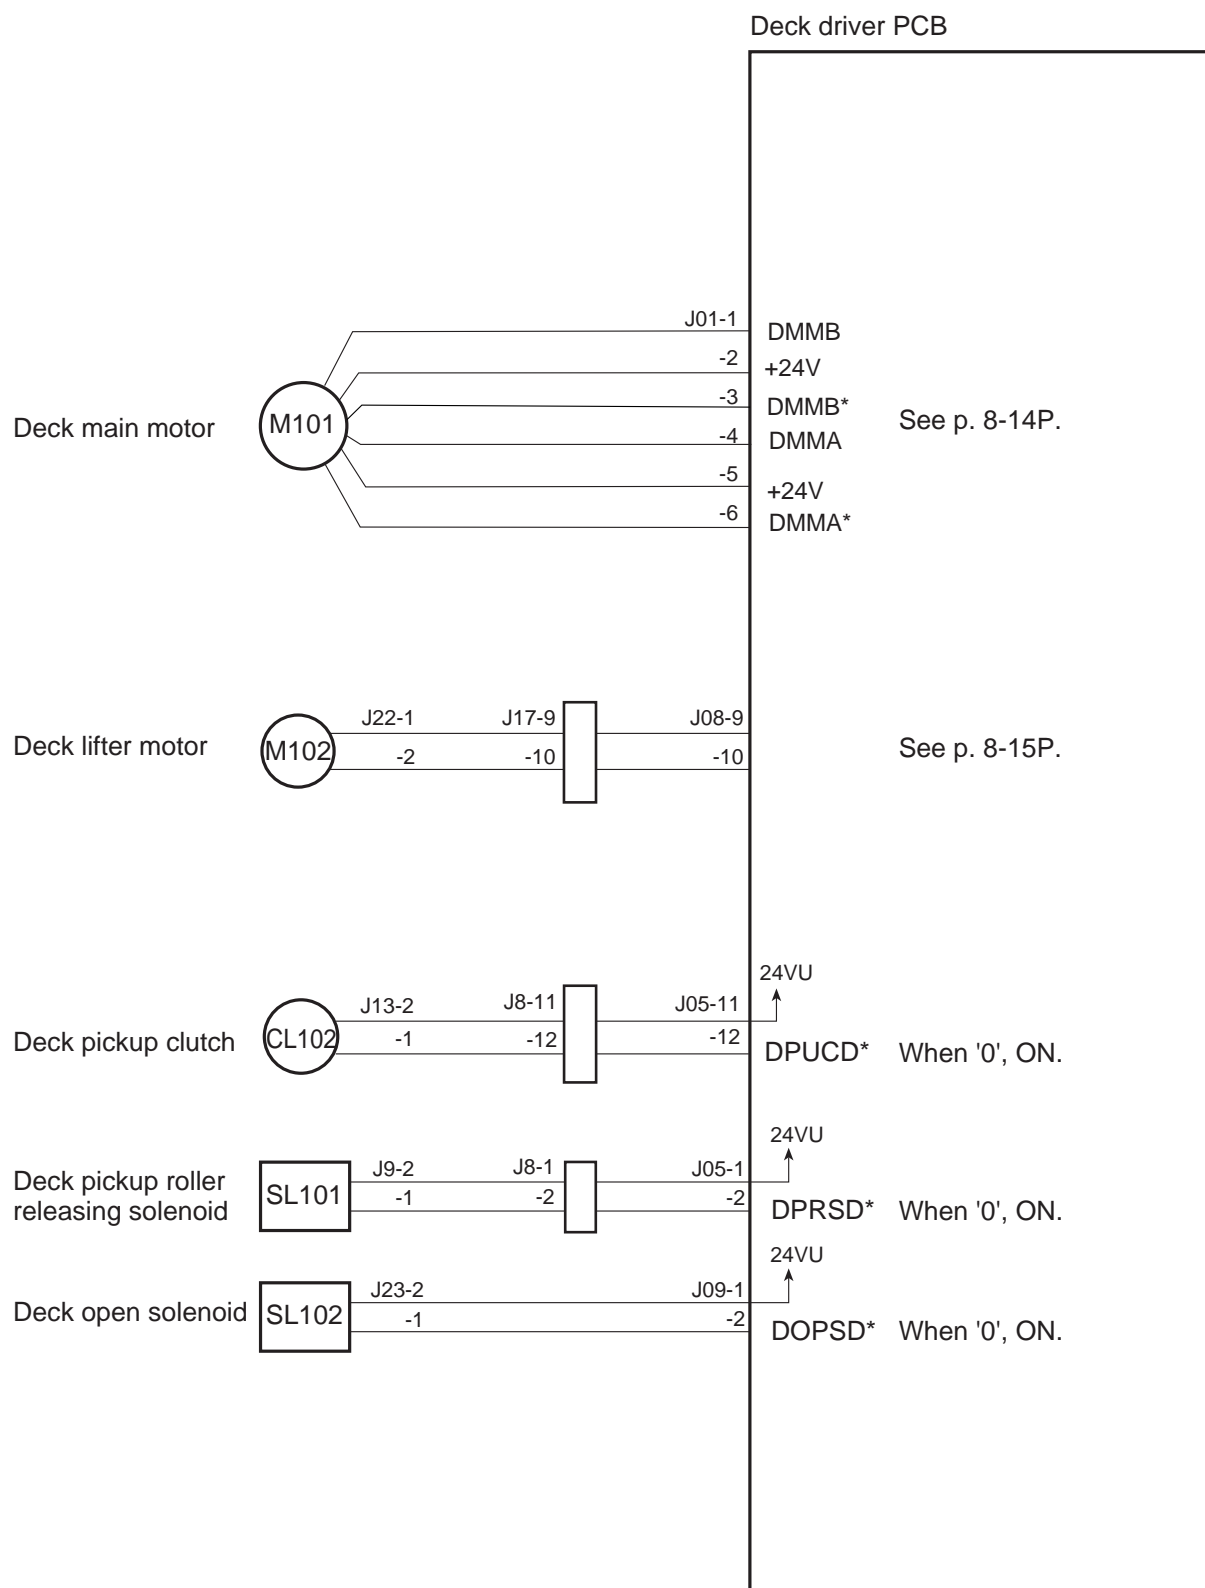 Deck driver PCB
J01-1
DMMB
-2
+24V
-3
DMMB*
See p. 8-14P.
Deck main motor
M101
-4
DMMA
-5
+24V
-6
DMMA*
J22-1
J17-9
J08-9
Deck lifter motor
M102
-2
-10
-10
See p. 8-15P.
24VU
J13-2
J8-11
J05-11
Deck pickup clutch
CL102
-1
-12
-12
DPUCD*
When '0', ON.
24VU
Deck pickup roller
releasing solenoid
SL101
J9-2
J8-1
J05-1
-1
-2
-2
DPRSD*
When '0', ON.
24VU
J23-2
J09-1
Deck open solenoid
SL102
-1
-2
DOPSD*
When '0', ON.